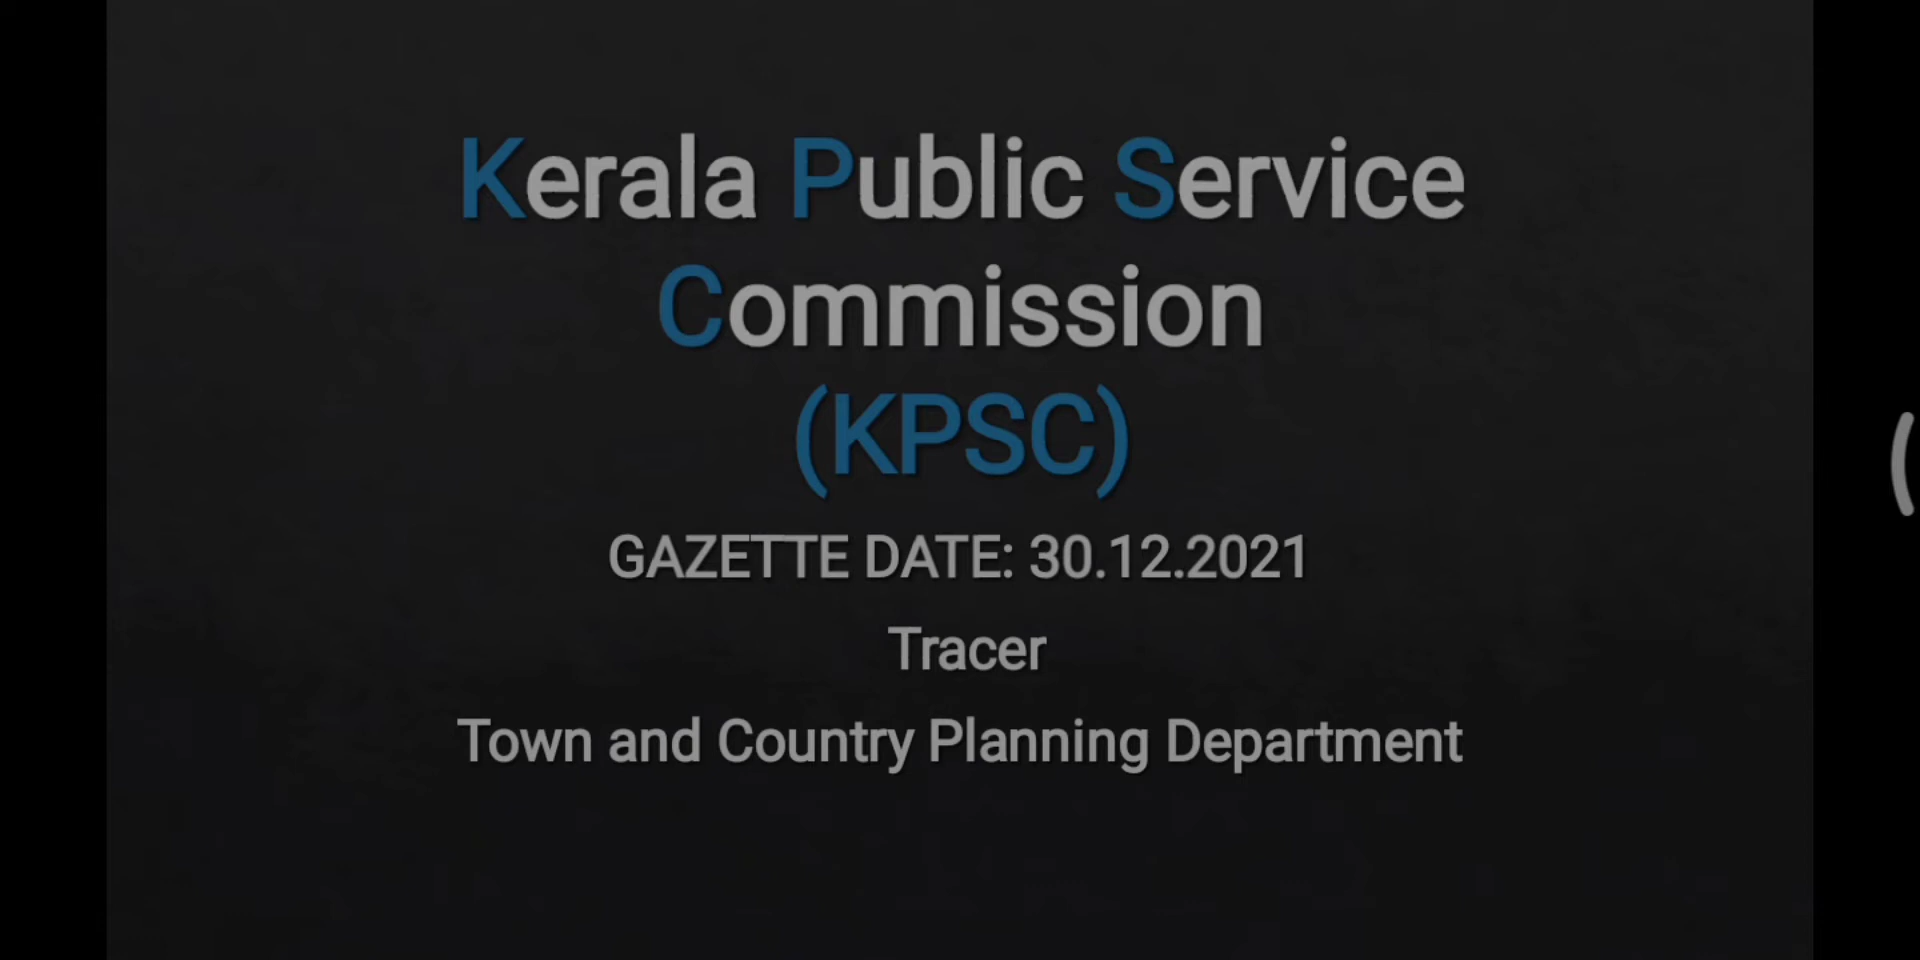 Kerala Public Service
Commission
(KPSC)
GAZETTE DATE: 30.12.2021
Tracer
Town and Country Planning Department